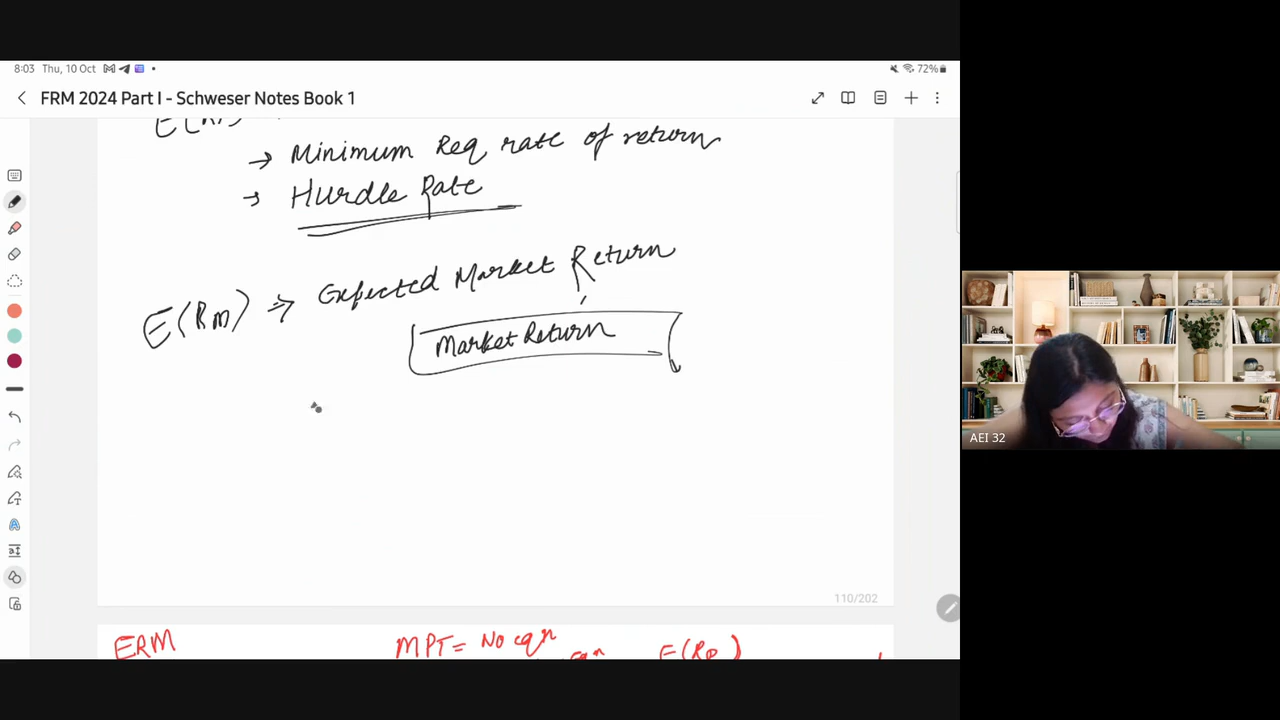 8:03 Thu, 10 Oct 72%
FRM 2024 Part I - Schweser Notes Book 1
→ Minimum Req rate of return
→ Hurdle Rate
E(RM) ⇒ Expected Market Return
Market Return
AEI 32
110/202
ERM MPT = No eqn